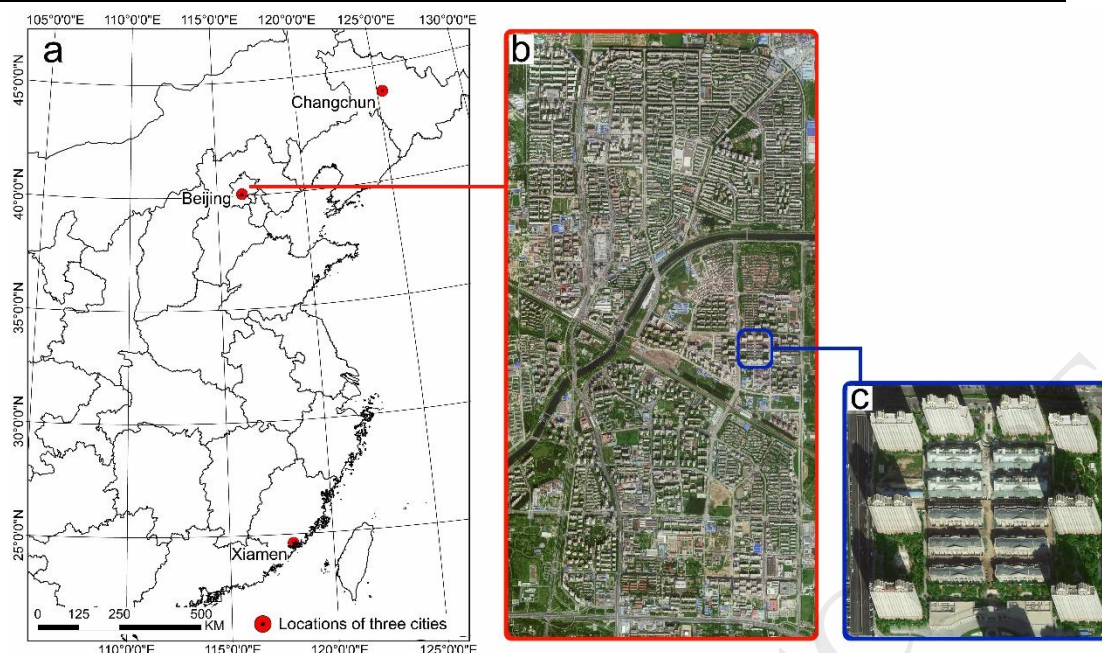 105°0'0"E 110°0'0"E 115°0'0"E 120°0'0"E 125°0'0"E 130°0'0"E
a
b
45°0'0"N
Changchun
40°0'0"N
Beijing
35°0'0"N
c
30°0'0"N
25°0'0"N
Xiamen
0 125 250 500
KM
Locations of three cities
110°0'0"E 115°0'0"E 120°0'0"E 125°0'0"E